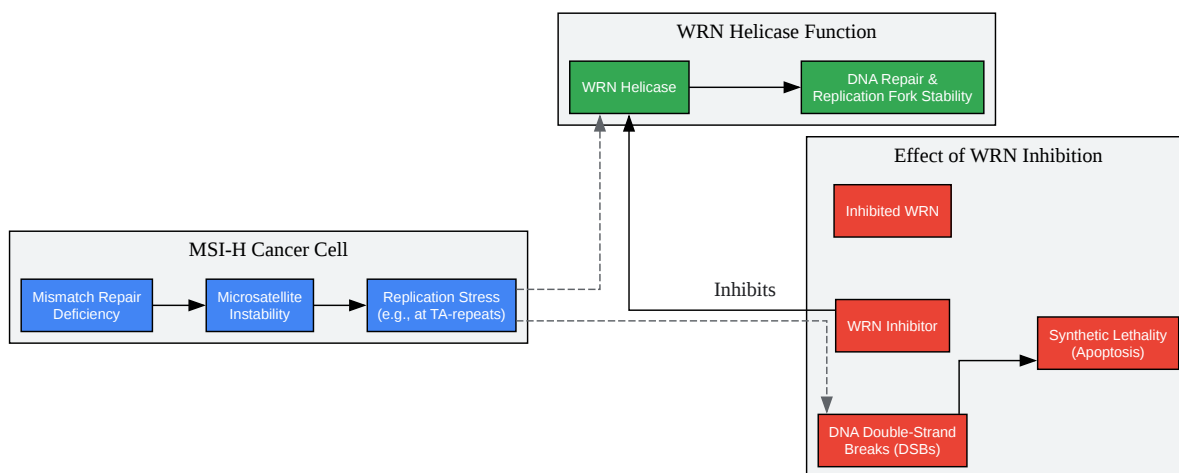 WRN Helicase Function
WRN Helicase
DNA Repair &
Replication Fork Stability
Effect of WRN Inhibition
Inhibited WRN
MSI-H Cancer Cell
Mismatch Repair
Deficiency
Microsatellite
Instability
Replication Stress
(e.g., at TA-repeats)
Inhibits
WRN Inhibitor
Synthetic Lethality
(Apoptosis)
DNA Double-Strand
Breaks (DSBs)